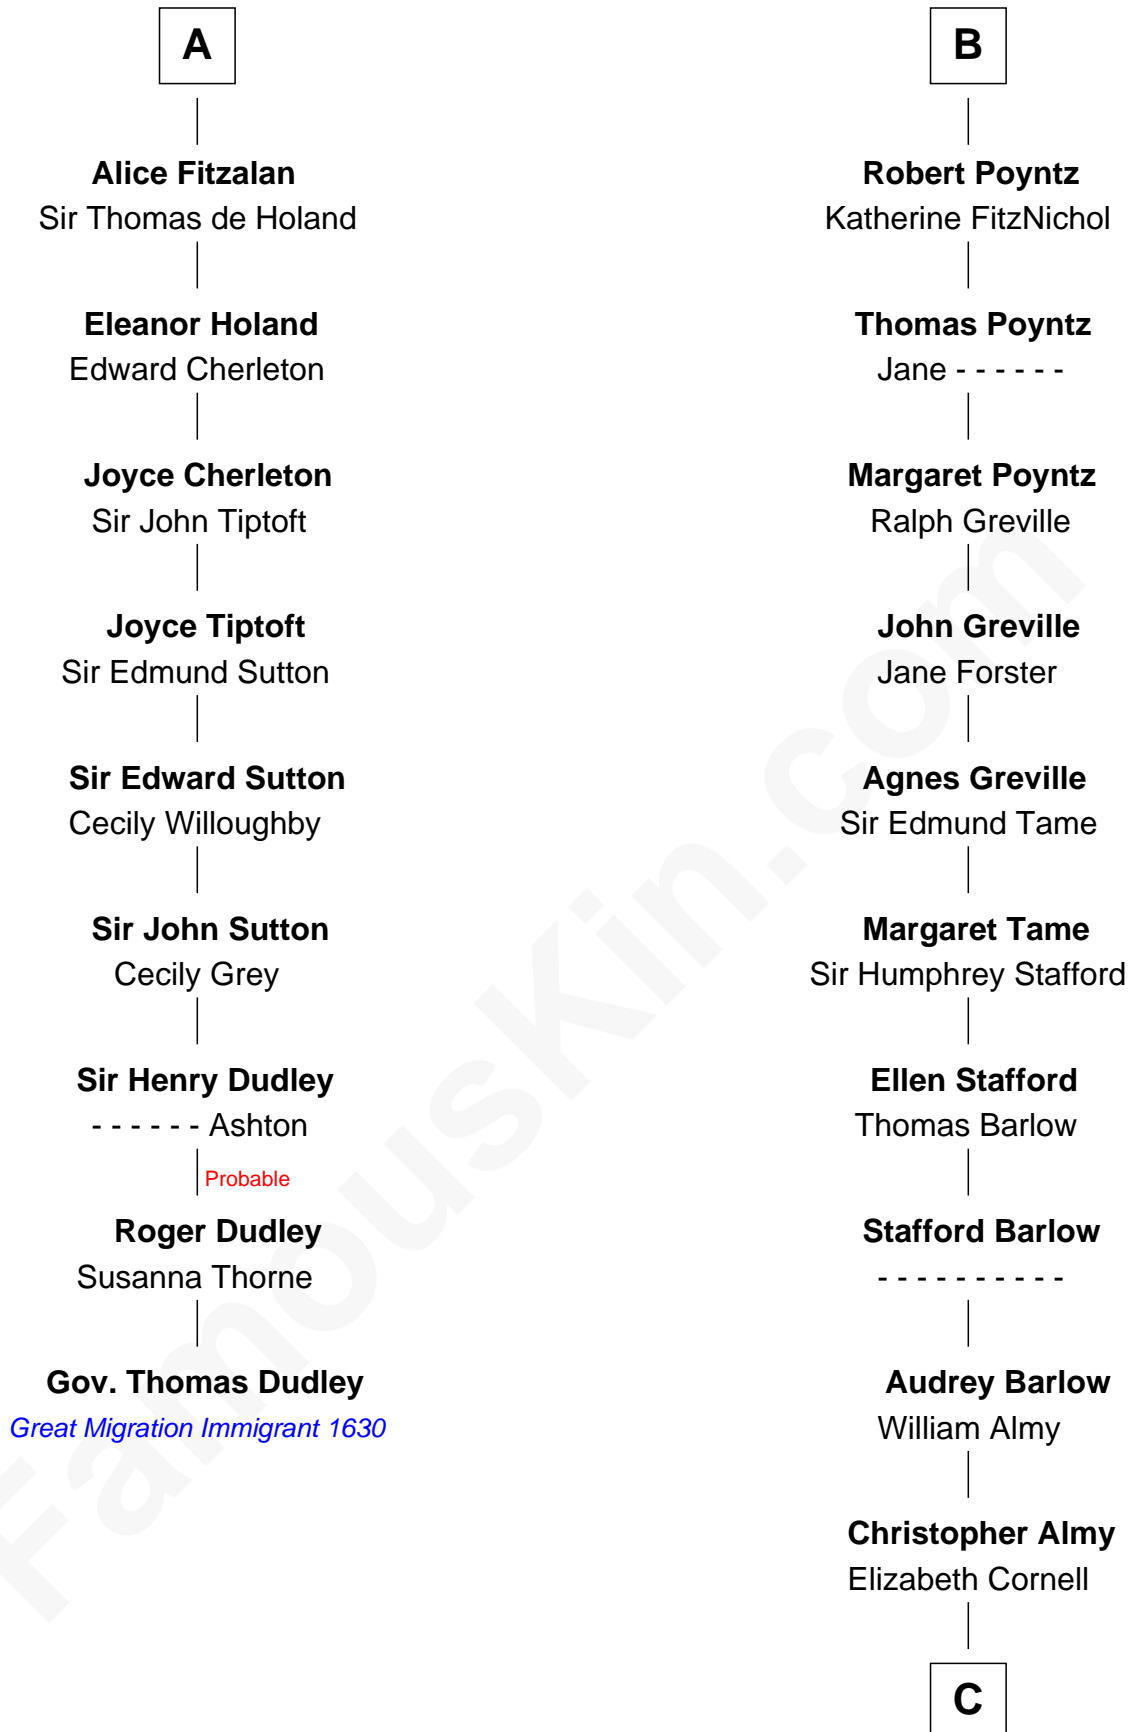 A
Alice Fitzalan
Sir Thomas de Holand
Eleanor Holand
Edward Cherleton
Joyce Cherleton
Sir John Tiptoft
Joyce Tiptoft
Sir Edmund Sutton
Sir Edward Sutton
Cecily Willoughby
Sir John Sutton
Cecily Grey
Sir Henry Dudley
- - - - - - Ashton
Probable
Roger Dudley
Susanna Thorne
Gov. Thomas Dudley
Great Migration Immigrant 1630
B
Robert Poyntz
Katherine FitzNichol
Thomas Poyntz
Jane - - - - - -
Margaret Poyntz
Ralph Greville
John Greville
Jane Forster
Agnes Greville
Sir Edmund Tame
Margaret Tame
Sir Humphrey Stafford
Ellen Stafford
Thomas Barlow
Stafford Barlow
- - - - - - - - - -
Audrey Barlow
William Almy
Christopher Almy
Elizabeth Cornell
C
FamousKin.com